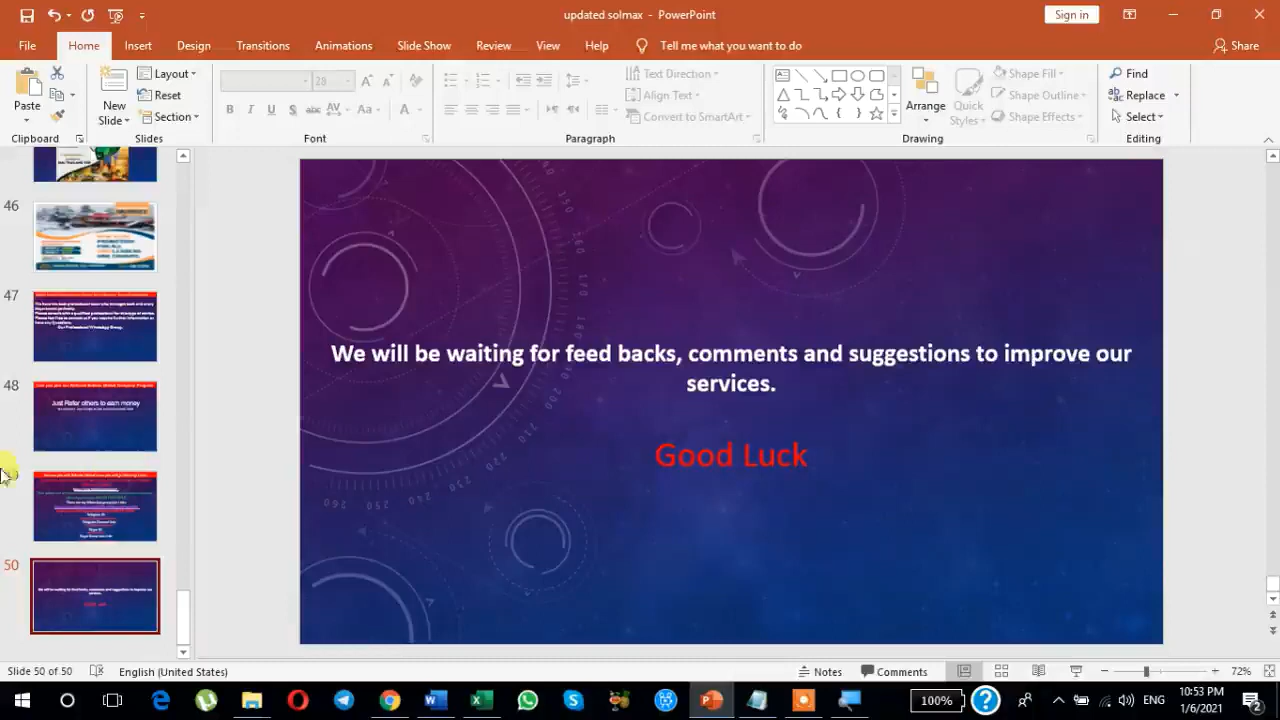 updated solmax - PowerPoint
Sign in
File Home Insert Design Transitions Animations Slide Show Review View Help Tell me what you want to do Share
Paste
Clipboard
New
Slide
Layout
Reset
Section
Slides
28
B I U S abc AV Aa A
Font
Text Direction
Align Text
Convert to SmartArt
Paragraph
Arrange
Quick
Styles
Shape Fill
Shape Outline
Shape Effects
Drawing
Find
Replace
Select
Editing
46
47
48
Just Refer others to earn money
50
We will be waiting for feed backs, comments and suggestions to improve our
services.
Good Luck
Slide 50 of 50 English (United States) Notes Comments 72%
100% ENG
10:53 PM
1/6/2021
2